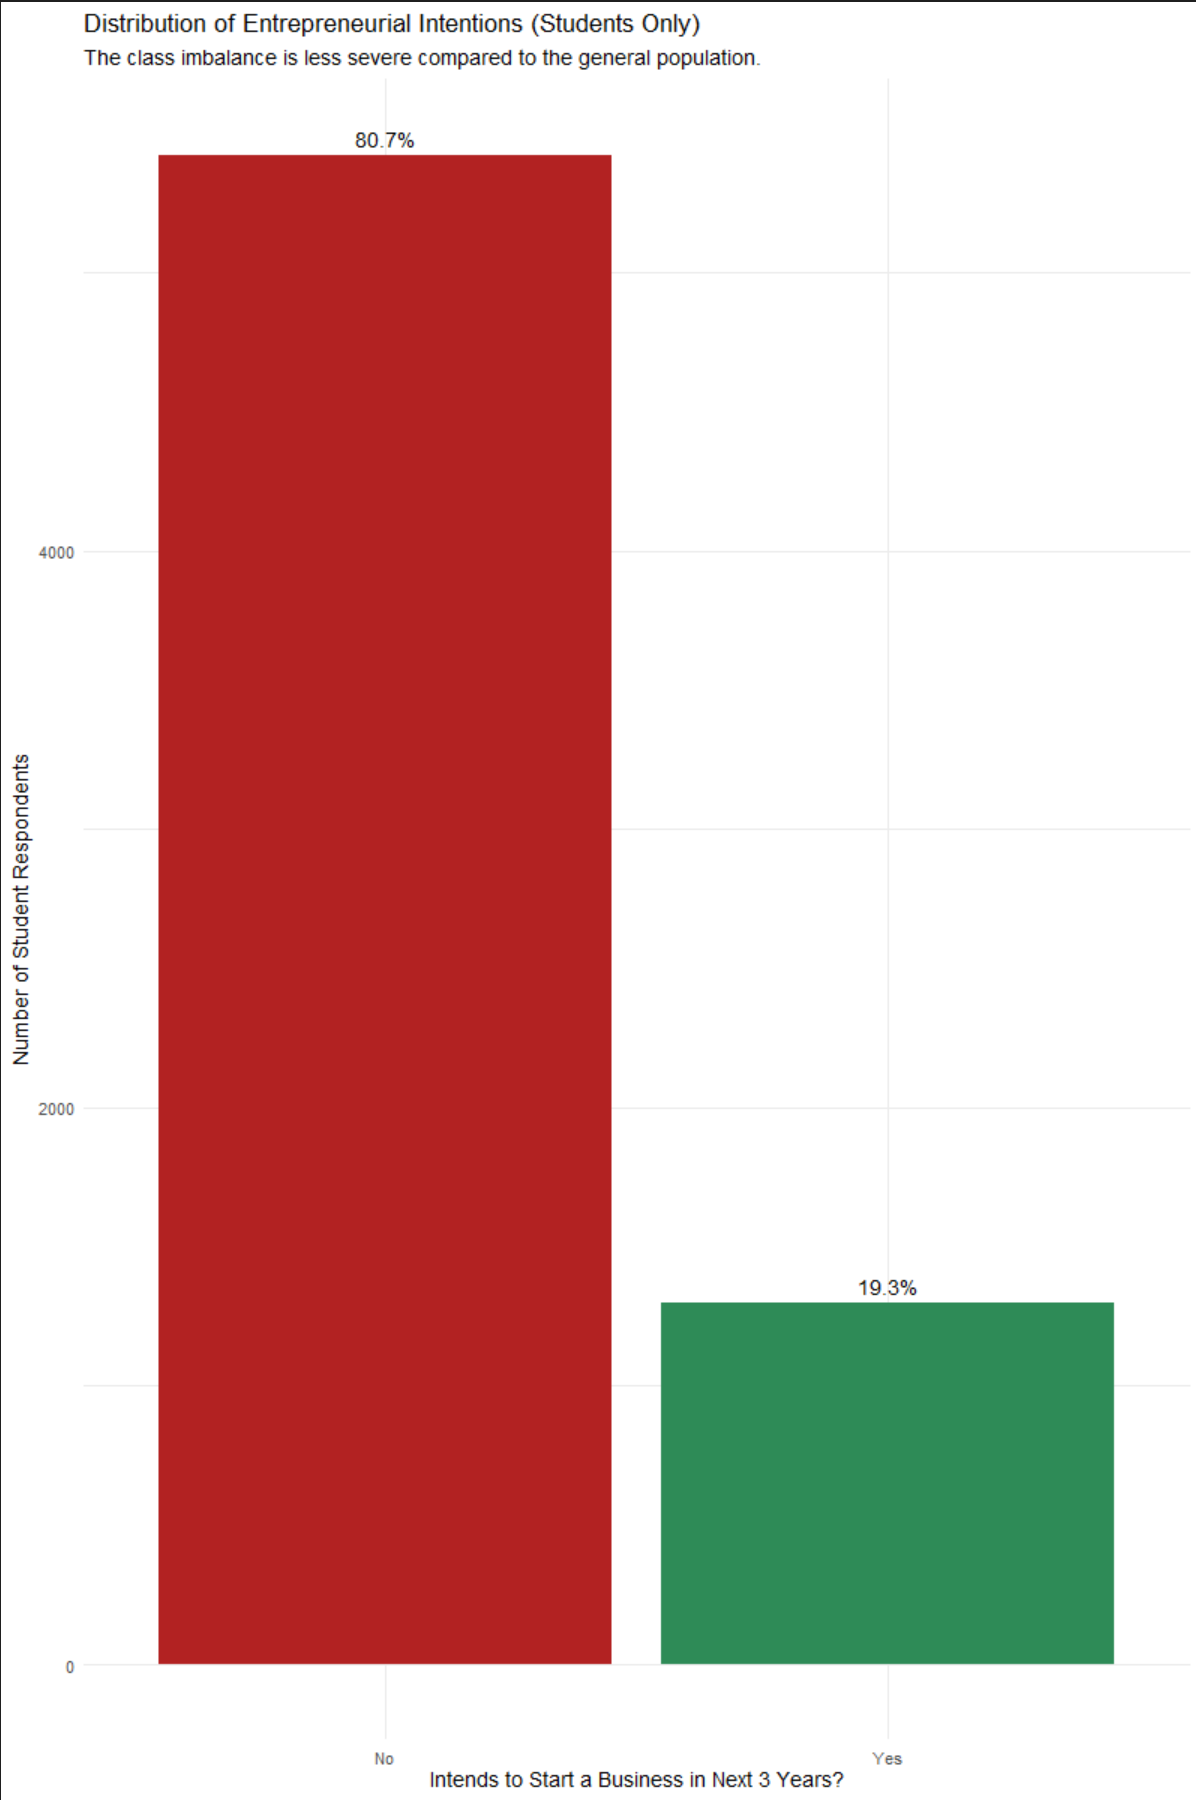 Distribution of Entrepreneurial Intentions (Students Only)
The class imbalance is less severe compared to the general population.
80.7%
4000
Number of Student Respondents
2000
19.3%
0
No
Yes
Intends to Start a Business in Next 3 Years?